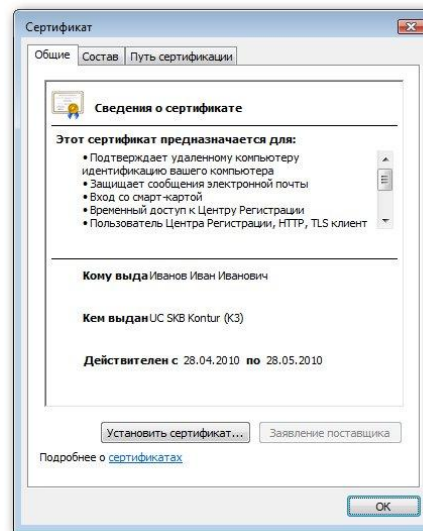 Сертификат
Общие Состав Путь сертификации
Сведения о сертификате
Этот сертификат предназначается для:
• Подтверждает удаленному компьютеру
идентификацию вашего компьютера
• Защищает сообщения электронной почты
• Вход со смарт-картой
• Временный доступ к Центру Регистрации
• Пользователь Центра Регистрации, HTTP, TLS клиент
Кому выда Иванов Иван Иванович
Кем выдан UC SKB Kontur (K3)
Действителен с 28.04.2010 по 28.05.2010
Установить сертификат... Заявление поставщика
Подробнее о сертификатах
OK